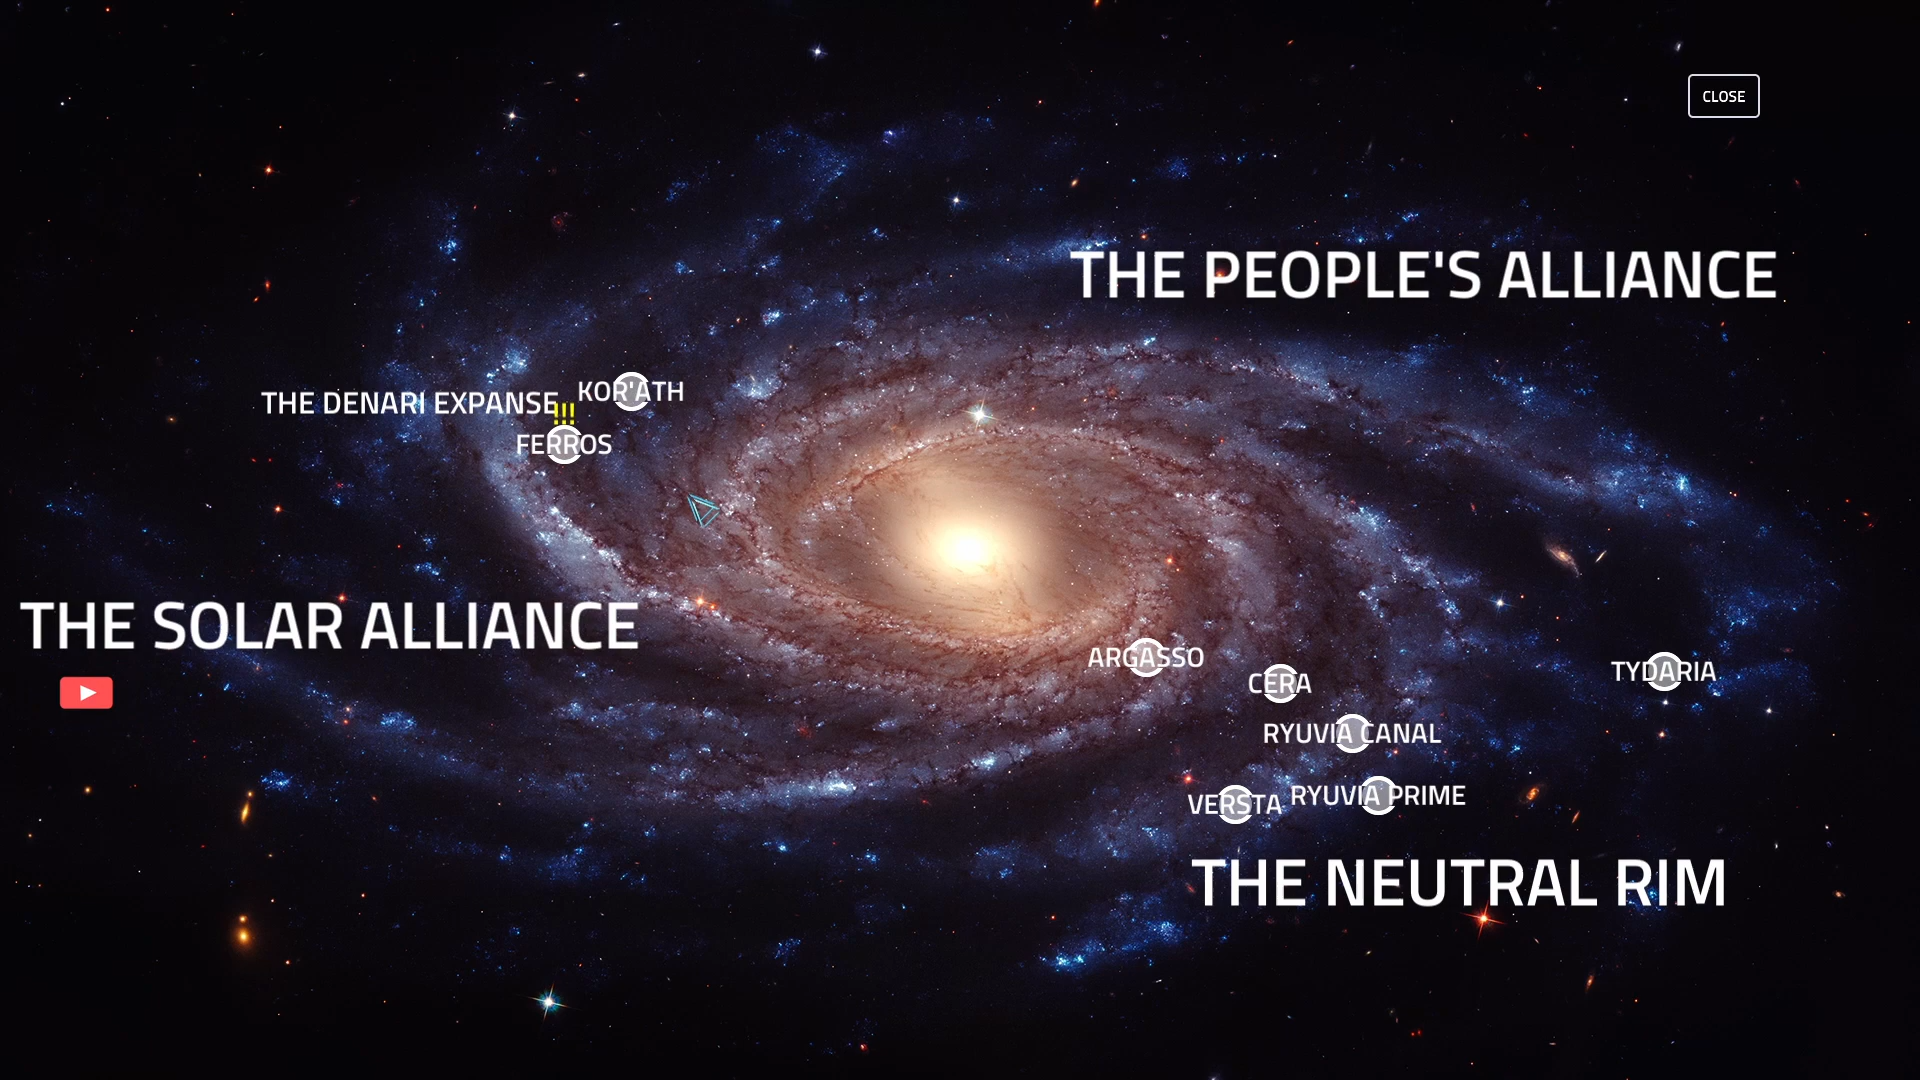 CLOSE
THE PEOPLE'S ALLIANCE
KOR'ATH
THE DENARI EXPANSE
!!!
FERROS
THE SOLAR ALLIANCE
ARGASSO
TYDARIA
CERA
RYUVIA CANAL
RYUVIA PRIME
VERSTA
THE NEUTRAL RIM